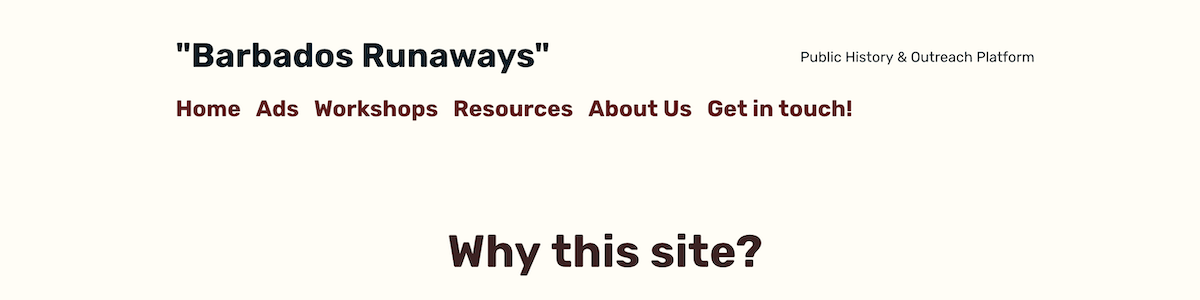 "Barbados Runaways"
Public History & Outreach Platform
Home Ads Workshops Resources About Us Get in touch!
Why this site?